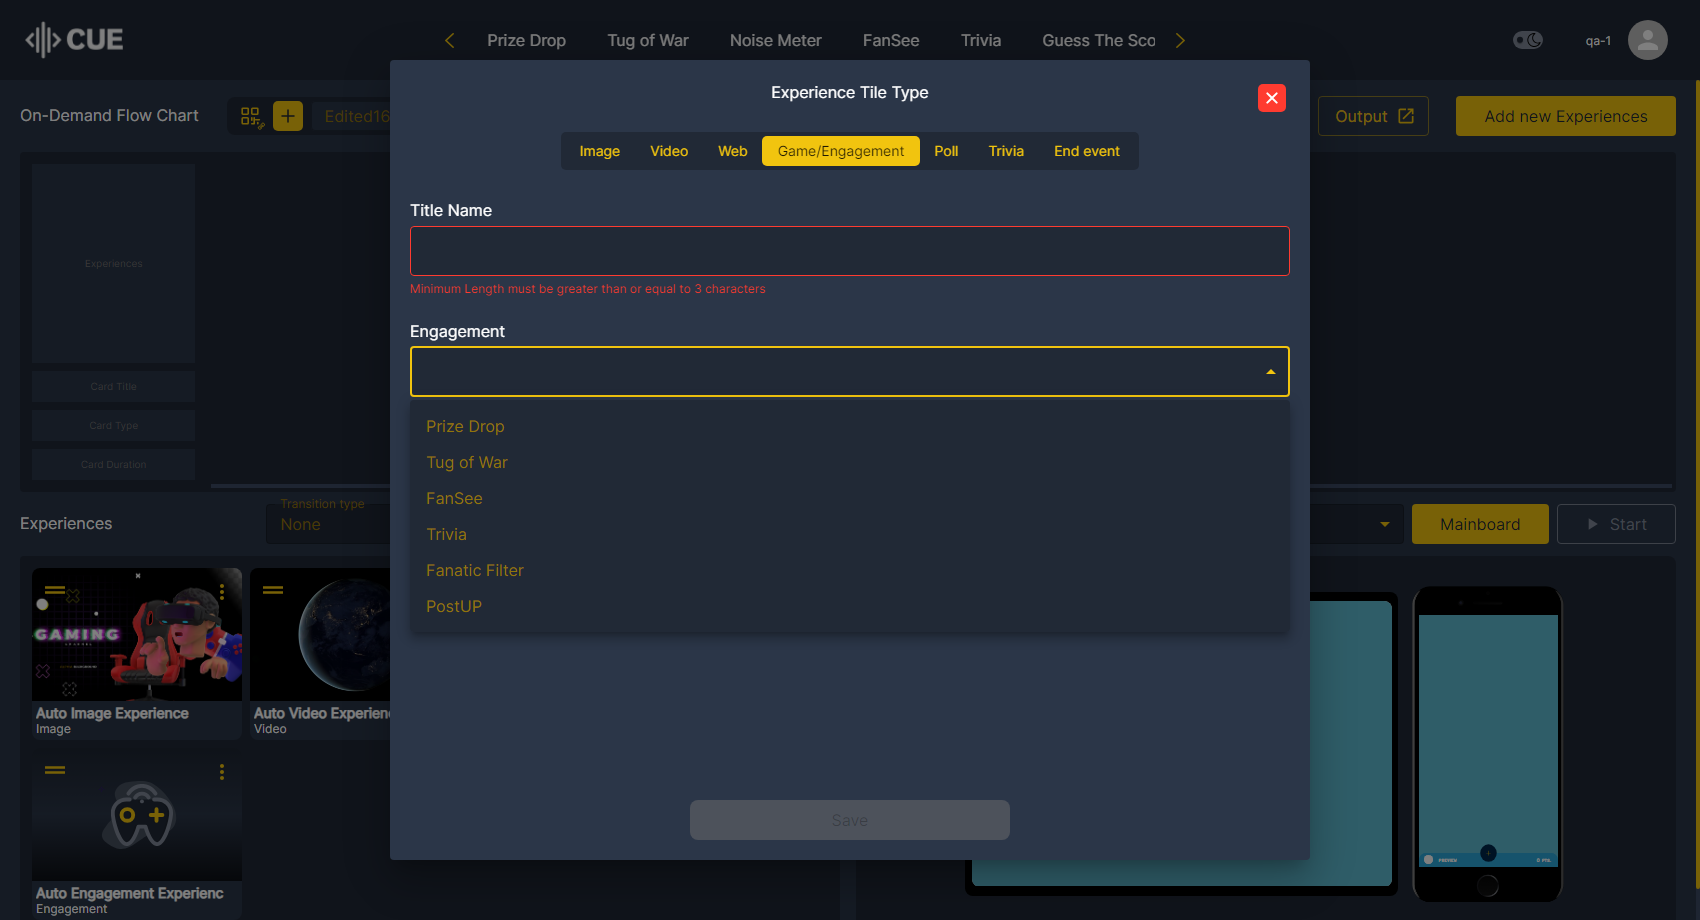 CUE
Prize Drop
Tug of War
Noise Meter
FanSee
Trivia
Guess The Sco
qa-1
On-Demand Flow Chart
Edited16
Output
Add new Experiences
Experience Tile Type
Image
Video
Web
Game/Engagement
Poll
Trivia
End event
Title Name
Minimum Length must be greater than or equal to 3 characters
Engagement
Prize Drop
Tug of War
FanSee
Trivia
Fanatic Filter
PostUP
Save
Experiences
Card Title
Card Type
Card Duration
Experiences
Transition type
None
Mainboard
Start
GAMING
Auto Image Experience
Image
Auto Video Experien
Video
Auto Engagement Experienc
Engagement
PREVIEW
0 PTS.